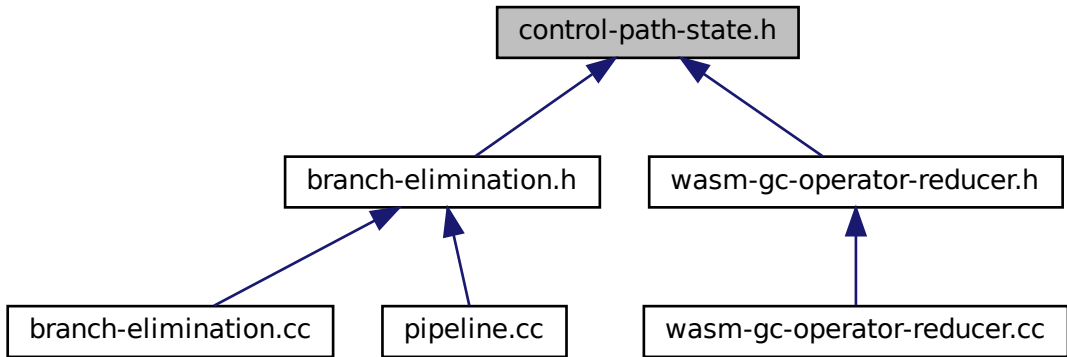 control-path-state.h
branch-elimination.h
wasm-gc-operator-reducer.h
branch-elimination.cc
pipeline.cc
wasm-gc-operator-reducer.cc